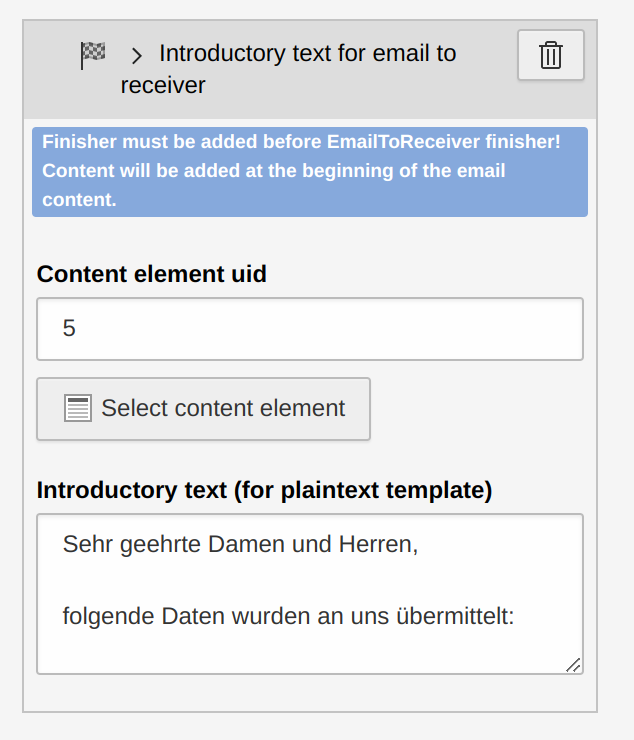 Introductory text for email to
receiver
Finisher must be added before EmailToReceiver finisher!
Content will be added at the beginning of the email
content.
Content element uid
5
Select content element
Introductory text (for plaintext template)
Sehr geehrte Damen und Herren,
folgende Daten wurden an uns übermittelt: